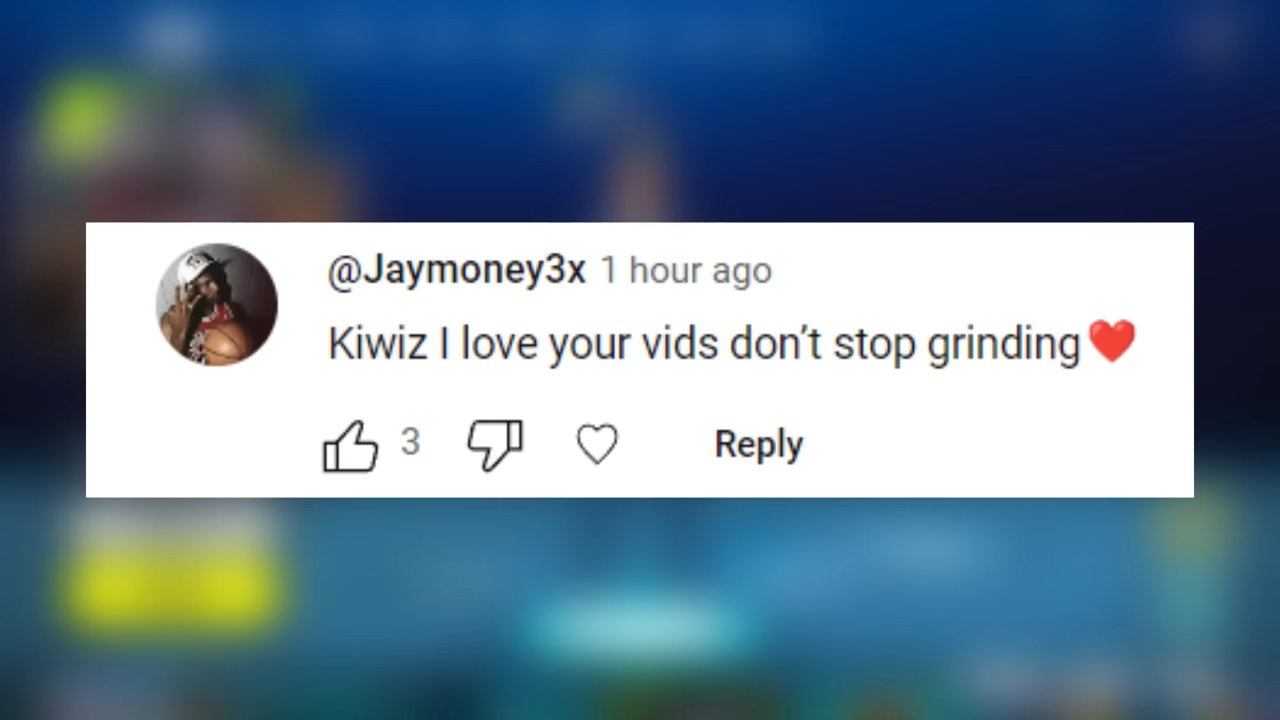 @Jaymoney3x 1 hour ago
Kiwiz I love your vids don’t stop grinding❤️
3 Reply